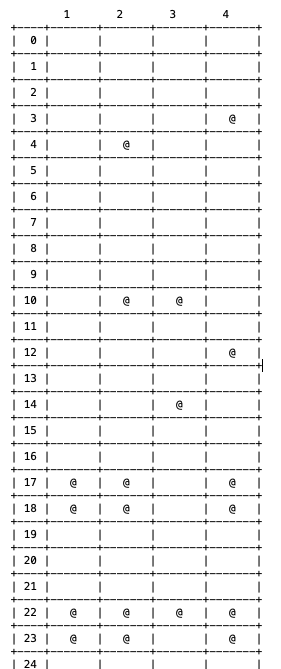 1       2       3       4
+----+-------+-------+-------+-------+
|  0 |       |       |       |       |
+----+-------+-------+-------+-------+
|  1 |       |       |       |       |
+----+-------+-------+-------+-------+
|  2 |       |       |       |       |
+----+-------+-------+-------+-------+
|  3 |       |       |       |   @   |
+----+-------+-------+-------+-------+
|  4 |       |   @   |       |       |
+----+-------+-------+-------+-------+
|  5 |       |       |       |       |
+----+-------+-------+-------+-------+
|  6 |       |       |       |       |
+----+-------+-------+-------+-------+
|  7 |       |       |       |       |
+----+-------+-------+-------+-------+
|  8 |       |       |       |       |
+----+-------+-------+-------+-------+
|  9 |       |       |       |       |
+----+-------+-------+-------+-------+
| 10 |       |   @   |   @   |       |
+----+-------+-------+-------+-------+
| 11 |       |       |       |       |
+----+-------+-------+-------+-------+
| 12 |       |       |       |   @   |
+----+-------+-------+-------+-------+
| 13 |       |       |       |       |
+----+-------+-------+-------+-------+
| 14 |       |       |   @   |       |
+----+-------+-------+-------+-------+
| 15 |       |       |       |       |
+----+-------+-------+-------+-------+
| 16 |       |       |       |       |
+----+-------+-------+-------+-------+
| 17 |   @   |   @   |       |   @   |
+----+-------+-------+-------+-------+
| 18 |   @   |   @   |       |   @   |
+----+-------+-------+-------+-------+
| 19 |       |       |       |       |
+----+-------+-------+-------+-------+
| 20 |       |       |       |       |
+----+-------+-------+-------+-------+
| 21 |       |       |       |       |
+----+-------+-------+-------+-------+
| 22 |   @   |   @   |   @   |   @   |
+----+-------+-------+-------+-------+
| 23 |   @   |   @   |       |   @   |
+----+-------+-------+-------+-------+
| 24 |       |       |       |       |